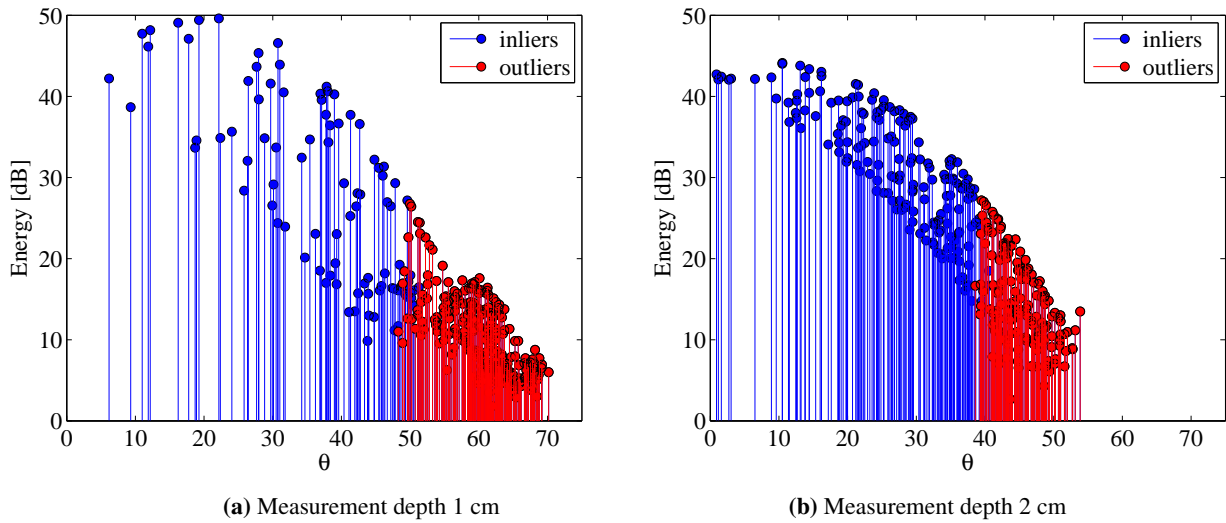 50
40
30
20
10
0
Energy [dB]
0 10 20 30 40 50 60 70
θ
inliers
outliers
(a) Measurement depth 1 cm
50
40
30
20
10
0
Energy [dB]
0 10 20 30 40 50 60 70
θ
inliers
outliers
(b) Measurement depth 2 cm